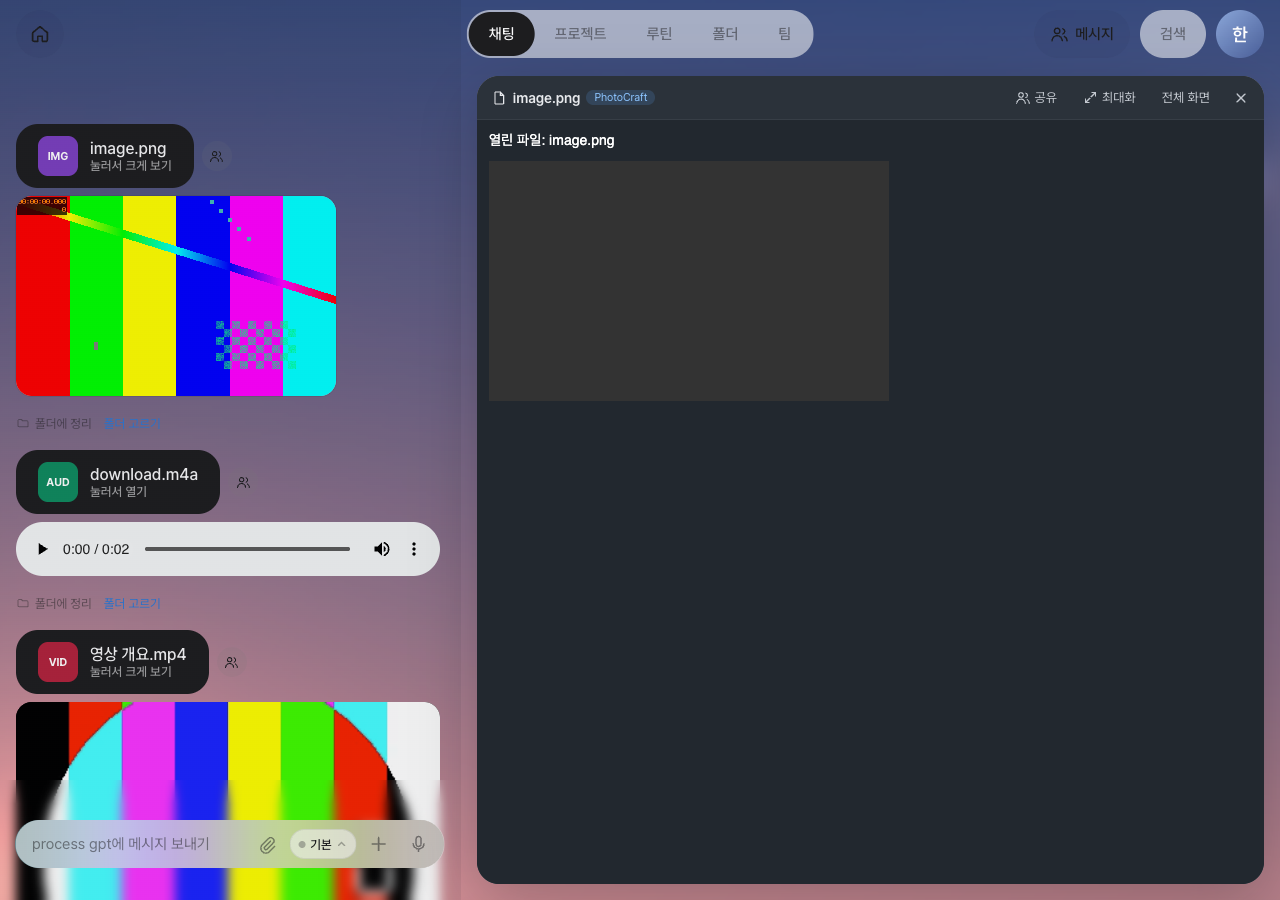 채팅
프로젝트
루틴
폴더
팀
메시지
검색
한
IMG
image.png
눌러서 크게 보기
폴더에 정리
폴더 고르기
AUD
download.m4a
눌러서 열기
0:00 / 0:02
폴더에 정리
폴더 고르기
VID
영상 개요.mp4
눌러서 크게 보기
process gpt에 메시지 보내기
기본
image.png
PhotoCraft
공유
최대화
전체 화면
열린 파일: image.png